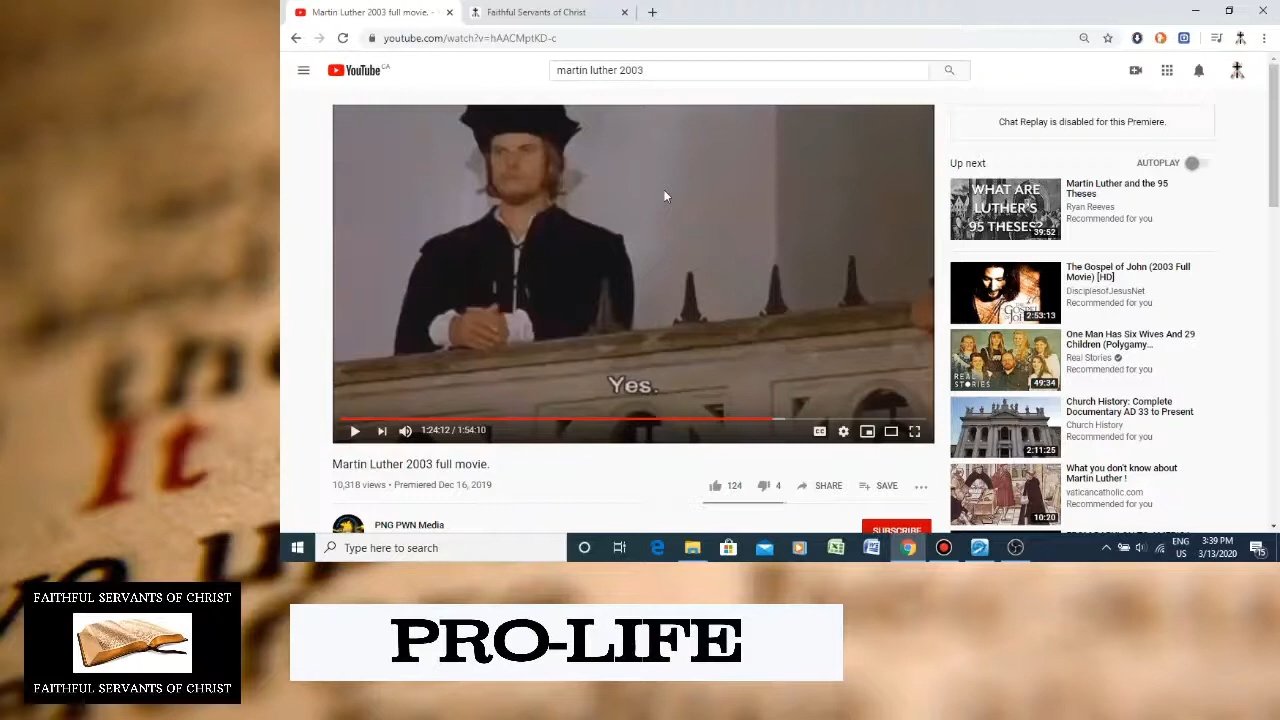 Martin Luther 2003 full movie. -
Faithful Servants of Christ
youtube.com/watch?v=hAACMptKD-c
YouTube CA
martin luther 2003
Chat Replay is disabled for this Premiere.
Up next
AUTOPLAY
WHAT ARE
LUTHER'S
95 THESES?
39:52
Martin Luther and the 95
Theses
Ryan Reeves
Recommended for you
2:53:13
The Gospel of John (2003 Full
Movie) [HD]
DisciplesofJesusNet
Recommended for you
REAL
STORIES
49:34
One Man Has Six Wives And 29
Children (Polygamy...
Real Stories
Recommended for you
2:11:25
Church History: Complete
Documentary AD 33 to Present
Church History
Recommended for you
10:20
What you don't know about
Martin Luther !
vaticancatholic.com
Recommended for you
Yes.
1:24:12 / 1:54:10
Martin Luther 2003 full movie.
10,318 views • Premiered Dec 16, 2019
124
4
SHARE
SAVE
PNG PWN Media
SUBSCRIBE
Type here to search
ENG
US
3:39 PM
3/13/2020
15
the
It
FAITHFUL SERVANTS OF CHRIST
FAITHFUL SERVANTS OF CHRIST
PRO-LIFE